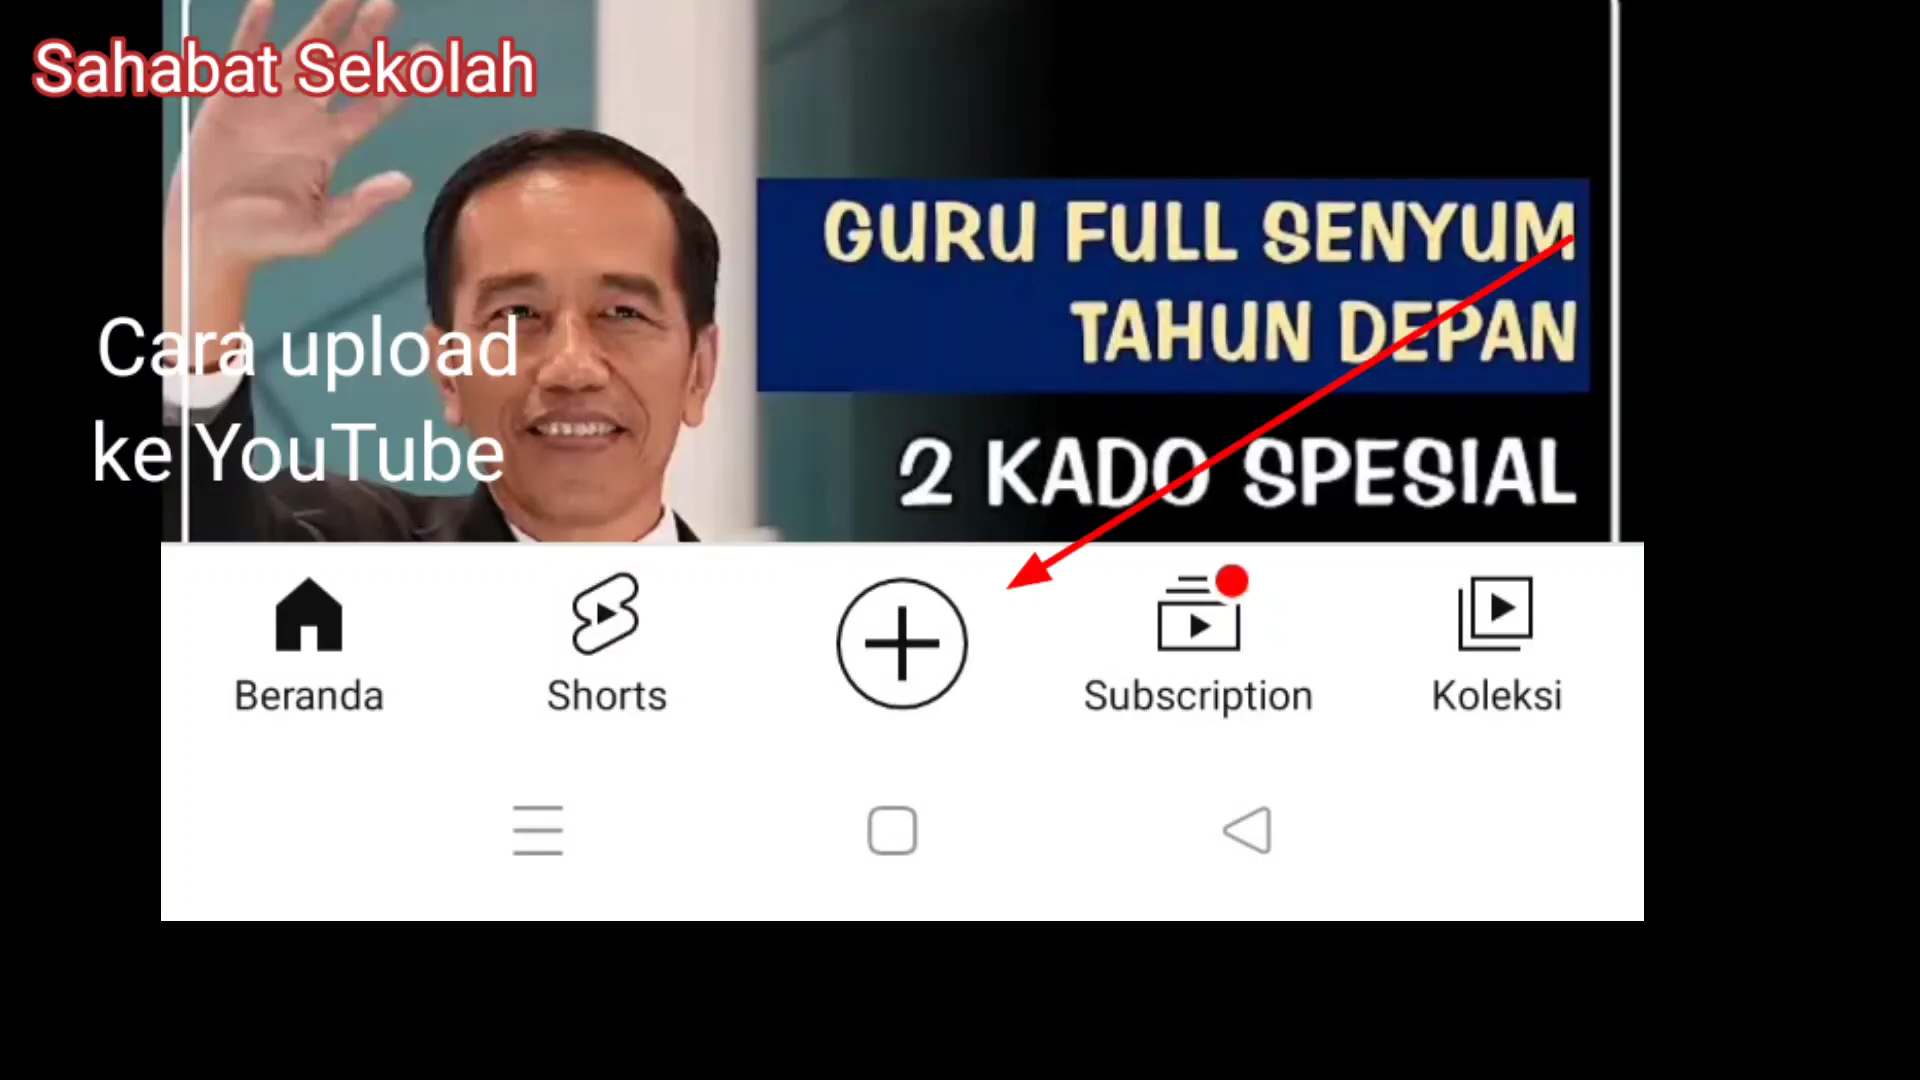 Sahabat Sekolah
GURU FULL SENYUM
TAHUN DEPAN
Cara upload
ke YouTube
2 KADO SPESIAL
Beranda
Shorts
Subscription
Koleksi